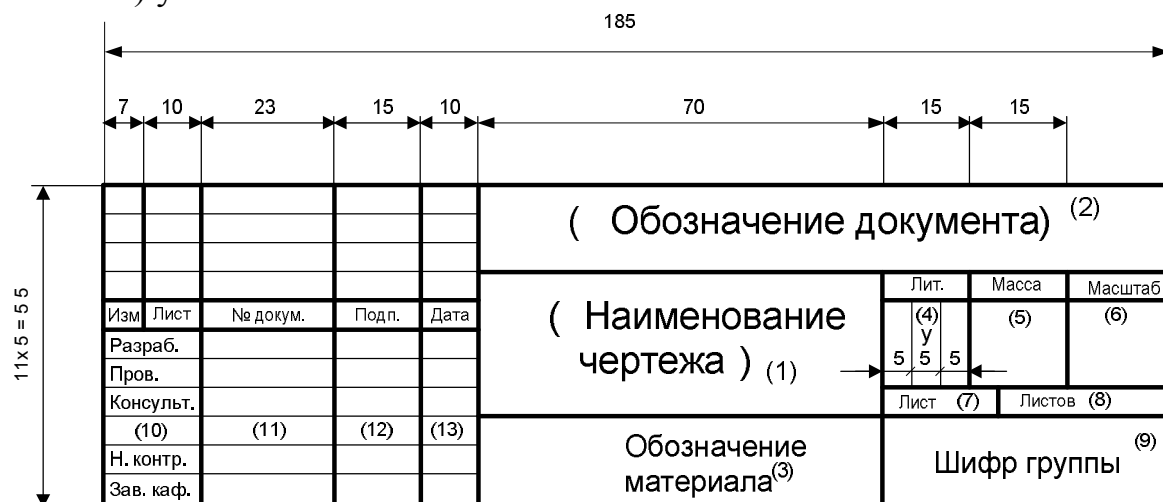 185
7 10 23 15 10 70 15 15
( Обозначение документа) (2)
Лит. Масса Масштаб
Изм Лист № докум. Подп. Дата
( Наименование
чертежа ) (1)
(4) (5) (6)
у
5 5 5
11х5=55
Разраб.
Пров.
Консульт.
Лист (7) Листов (8)
(10) (11) (12) (13)
Н. контр.
Зав. каф.
Обозначение
материала(3)
Шифр группы (9)